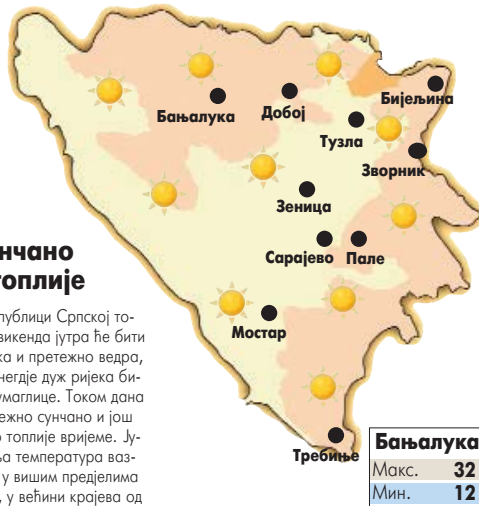 Бањалука
Добој
Бијељина
Тузла
Зворник
Зеница
Сарајево Пале
Мостар
Требиње
нчано
топлије
публици Српској то-
викенда јутра ће бити
ка и претежно ведра,
негдје дуж ријека би-
умаглице. Током дана
ежно сунчано и још
о топлије вријеме. Ју-
ња температура ваз-
у вишим предјелима
, у већини крајева од
Бањалука
Макс. 32
Мин. 12